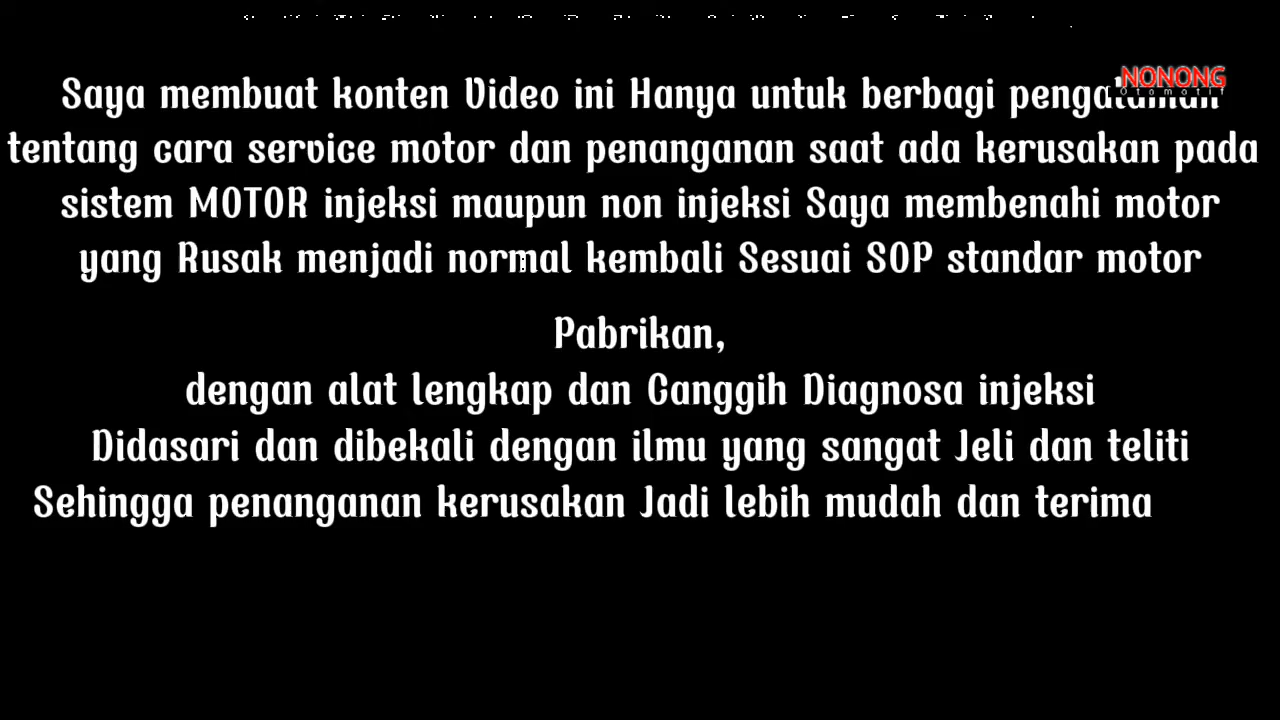 NONONG
Otomotif
Saya membuat konten Video ini Hanya untuk berbagi pengalaman
tentang cara service motor dan penanganan saat ada kerusakan pada
sistem MOTOR injeksi maupun non injeksi Saya membenahi motor
yang Rusak menjadi normal kembali Sesuai SOP standar motor
Pabrikan,
dengan alat lengkap dan Canggih Diagnosa injeksi
Didasari dan dibekali dengan ilmu yang sangat Jeli dan teliti
Sehingga penanganan kerusakan Jadi lebih mudah dan terima